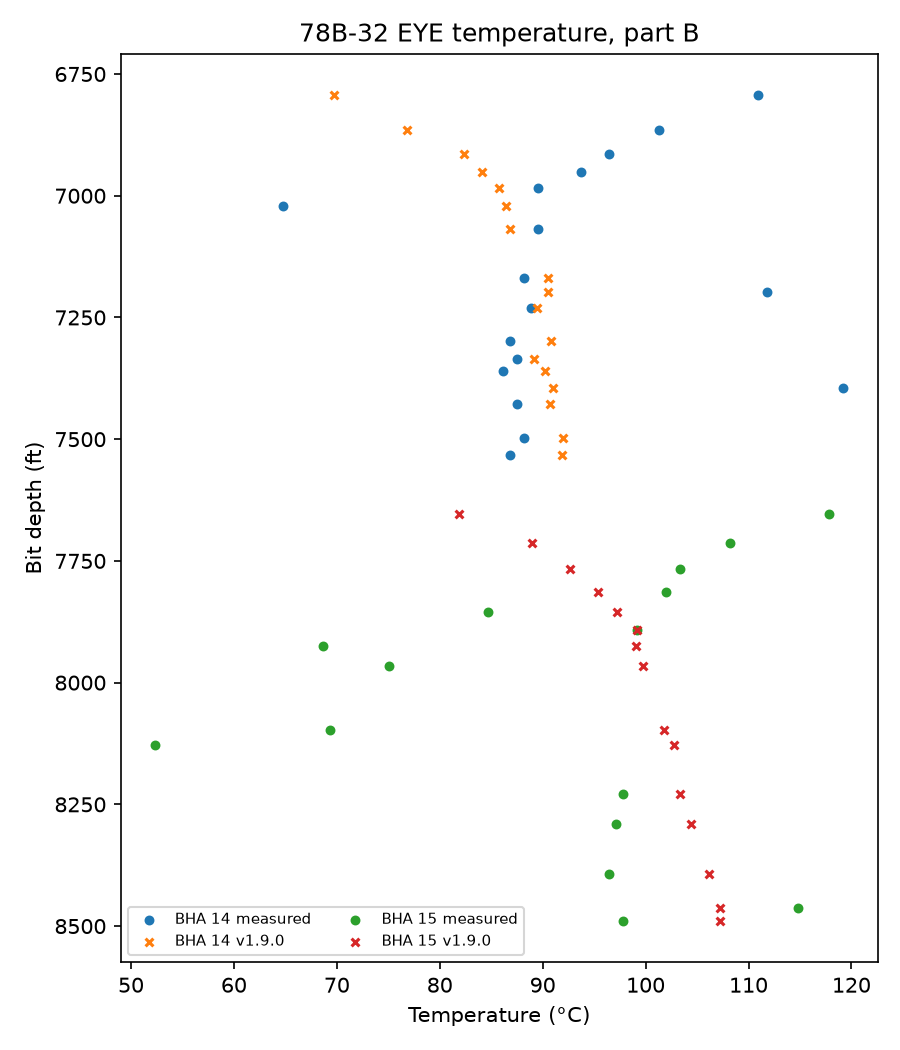 78B-32 EYE temperature, part B
Bit depth (ft)
6750
7000
7250
7500
7750
8000
8250
8500
BHA 14 measured
BHA 14 v1.9.0
BHA 15 measured
BHA 15 v1.9.0
50 60 70 80 90 100 110 120
Temperature (°C)